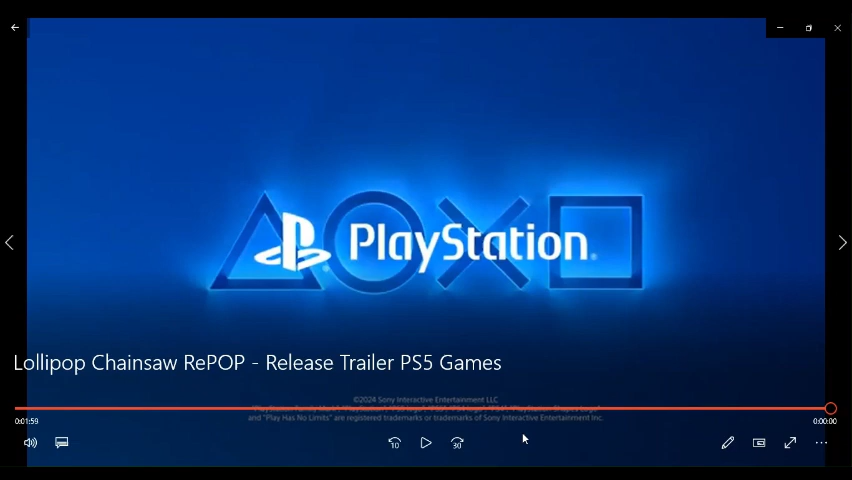 PlayStation
Lollipop Chainsaw RePOP - Release Trailer PS5 Games
©2024 Sony Interactive Entertainment LLC
and "Play Has No Limits" are registered trademarks or trademarks of Sony Interactive Entertainment Inc.
0:01:59
0:00:00
10
30